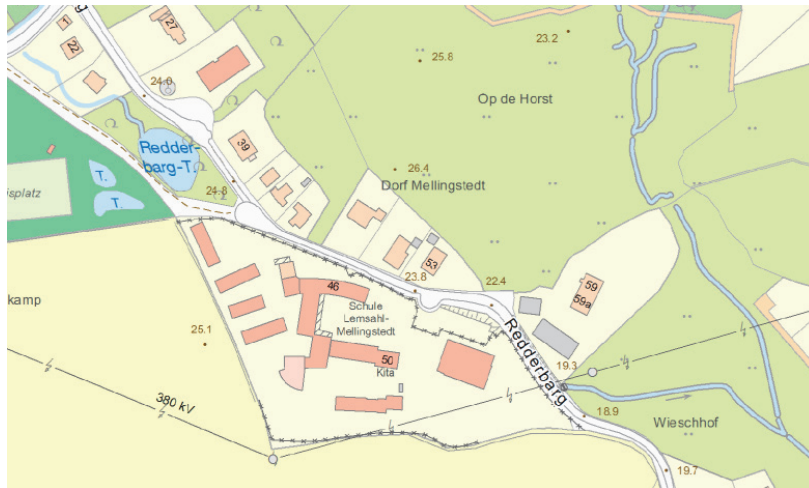 1
27
22
23.2
25.8
24.0
Op de Horst
39
Redder-
barg-T.
26.4
Dorf Mellingstedt
24.8
T.
T.
isplatz
53
59
59a
23.8
22.4
46
kamp
Schule
Lemsahl-
Mellingstedt
Redderbarg
25.1
50
Kita
19.3
380 kV
18.9
Wieschhof
19.7